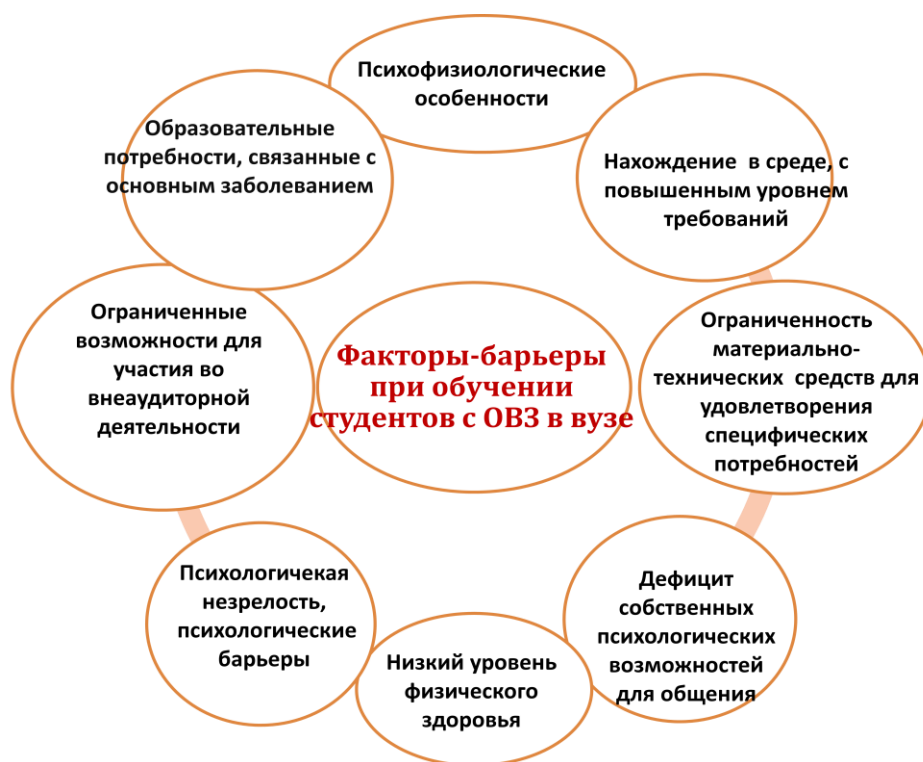 Психофизиологические
особенности
Образовательные
потребности, связанные с
основным заболеванием
Нахождение в среде, с
повышенным уровнем
требований
Ограниченные
возможности для
участия во
внеаудиторной
деятельности
Факторы-барьеры
при обучении
студентов с ОВЗ в вузе
Ограниченность
материально-
технических средств для
удовлетворения
специфических
потребностей
Психологичекая
незрелость,
психологические
барьеры
Низкий уровень
физического
здоровья
Дефицит
собственных
психологических
возможностей
для общения